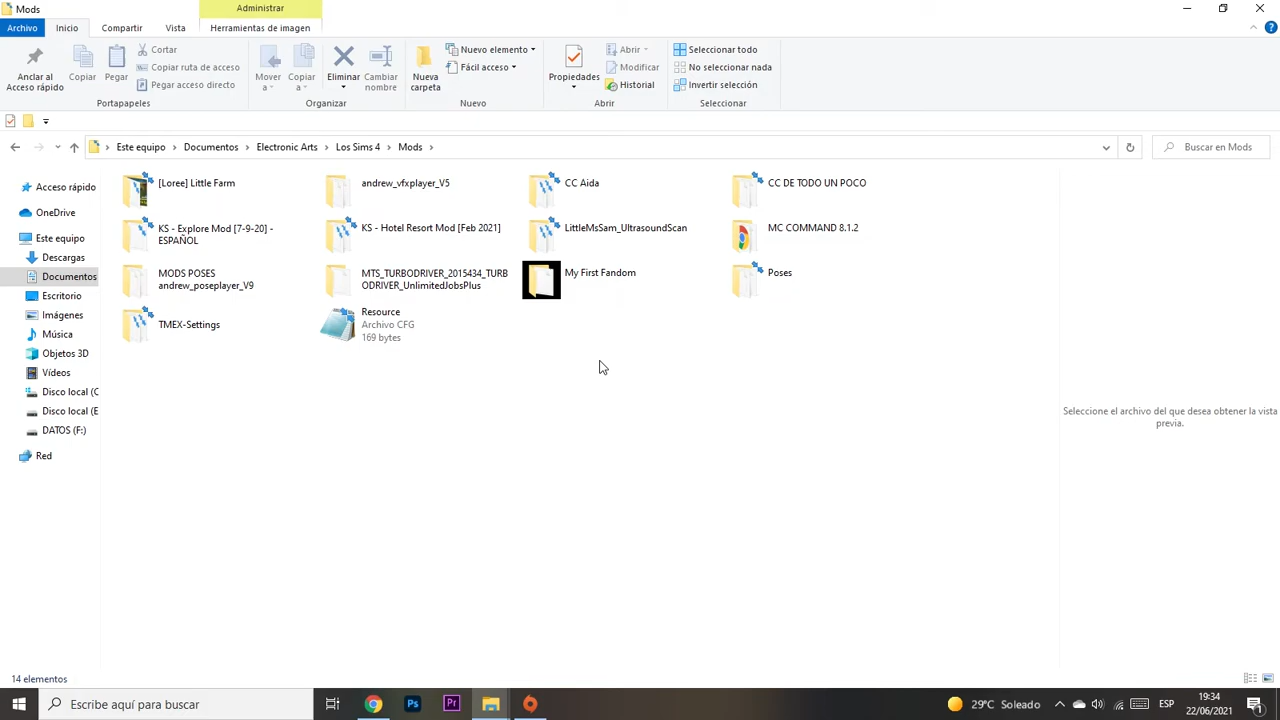 Mods
Administrar
Archivo
Inicio
Compartir
Vista
Herramientas de imagen
Anclar al
Acceso rápido
Copiar
Pegar
Cortar
Copiar ruta de acceso
Pegar acceso directo
Portapapeles
Mover
a
Copiar
a
Eliminar
Cambiar
nombre
Organizar
Nueva
carpeta
Nuevo elemento
Fácil acceso
Nuevo
Propiedades
Abrir
Modificar
Historial
Abrir
Seleccionar todo
No seleccionar nada
Invertir selección
Seleccionar
Este equipo
Documentos
Electronic Arts
Los Sims 4
Mods
Buscar en Mods
Acceso rápido
OneDrive
Este equipo
Descargas
Documentos
Escritorio
Imágenes
Música
Objetos 3D
Vídeos
Disco local (C
Disco local (E
DATOS (F:)
Red
[Loree] Little Farm
andrew_vfxplayer_V5
CC Aida
CC DE TODO UN POCO
KS - Explore Mod [7-9-20] -
ESPAÑOL
KS - Hotel Resort Mod [Feb 2021]
LittleMsSam_UltrasoundScan
MC COMMAND 8.1.2
MODS POSES
andrew_poseplayer_V9
MTS_TURBODRIVER_2015434_TURB
ODRIVER_UnlimitedJobsPlus
My First Fandom
Poses
TMEX-Settings
Resource
Archivo CFG
169 bytes
Seleccione el archivo del que desea obtener la vista
previa.
14 elementos
Escribe aquí para buscar
Ps
Pr
29°C Soleado
ESP
19:34
22/06/2021
1